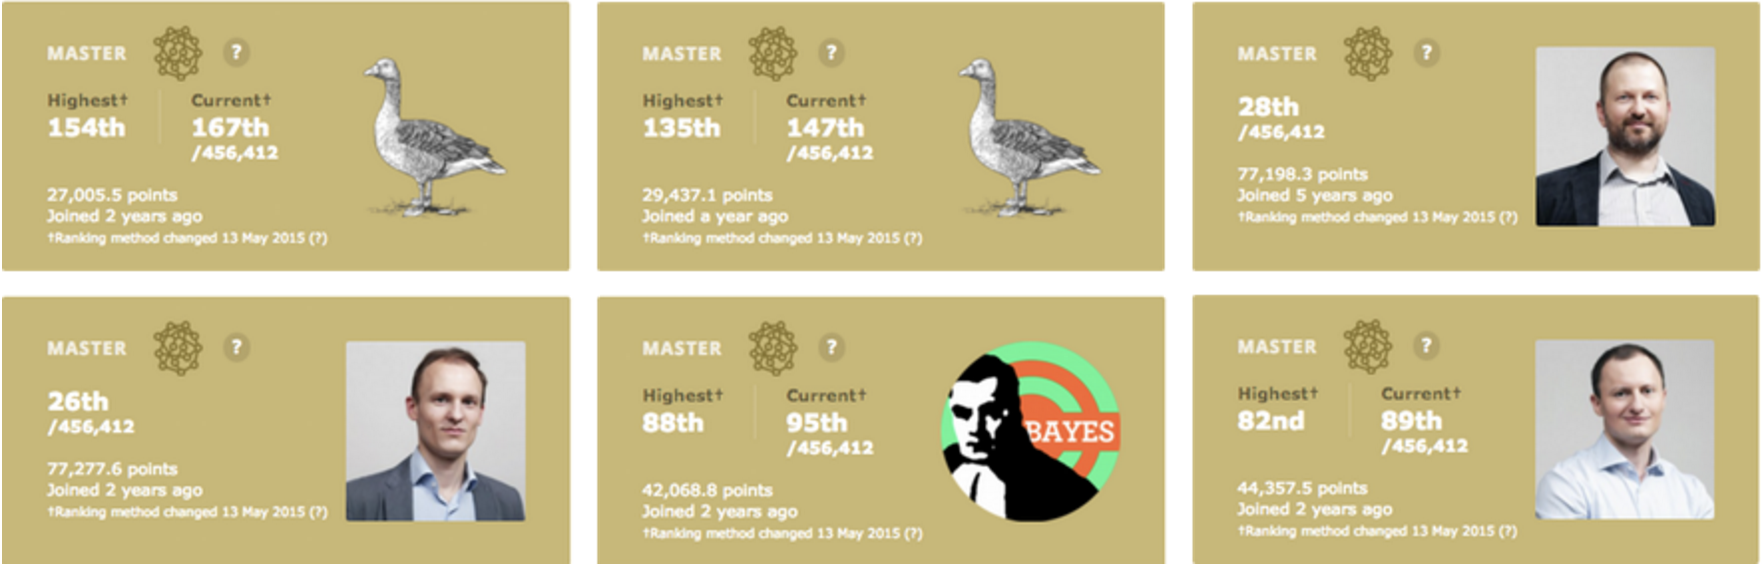 MASTER ?
Highest† Current†
154th 167th
/456,412
27,005.5 points
Joined 2 years ago
†Ranking method changed 13 May 2015 (?)
MASTER ?
Highest† Current†
135th 147th
/456,412
29,437.1 points
Joined a year ago
†Ranking method changed 13 May 2015 (?)
MASTER ?
28th
/456,412
77,198.3 points
Joined 5 years ago
†Ranking method changed 13 May 2015 (?)
MASTER ?
26th
/456,412
77,277.6 points
Joined 2 years ago
†Ranking method changed 13 May 2015 (?)
MASTER ?
Highest† Current†
88th 95th
/456,412
42,068.8 points
Joined 2 years ago
†Ranking method changed 13 May 2015 (?)
BAYES
MASTER ?
Highest† Current†
82nd 89th
/456,412
44,357.5 points
Joined 2 years ago
†Ranking method changed 13 May 2015 (?)